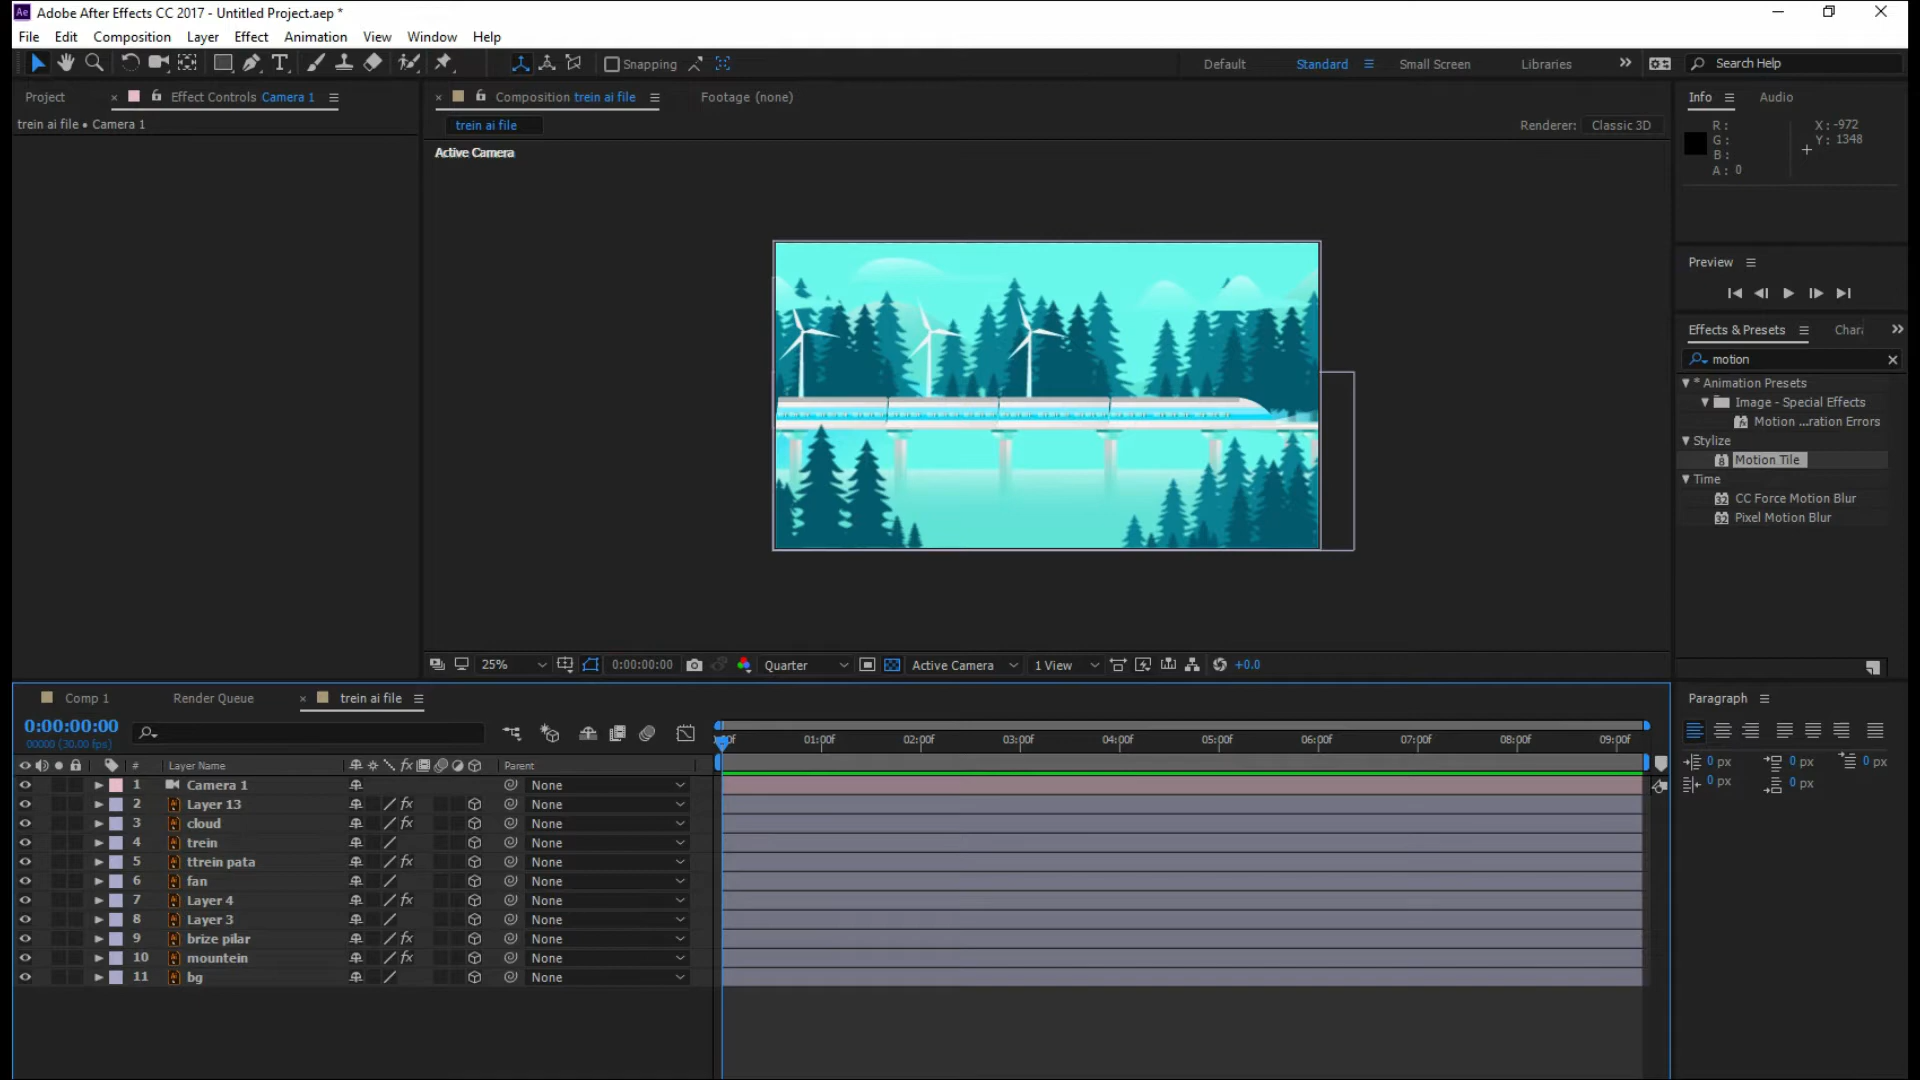 Adobe After Effects CC 2017 - Untitled Project.aep *
File Edit Composition Layer Effect Animation View Window Help
Snapping Default Standard Small Screen Libraries Search Help
Project Effect Controls Camera 1 Composition trein ai file Footage (none) Info Audio
trein ai file • Camera 1
trein ai file Renderer: Classic 3D
R: X: -972
G: Y: 1348
B:
A: 0
Active Camera
Preview
Effects & Presets
motion
* Animation Presets
Image - Special Effects
Motion ...ration Errors
Stylize
Motion Tile
Time
CC Force Motion Blur
Pixel Motion Blur
25% 0:00:00:00 Quarter Active Camera 1 View +0.0
Comp 1 Render Queue trein ai file Paragraph
0:00:00:00
00000 (30.00 fps)
01:00f 02:00f 03:00f 04:00f 05:00f 06:00f 07:00f 08:00f 09:00f
# Layer Name Parent
0 px 0 px 0 px
0 px 0 px
1 Camera 1 None
2 Layer 13 fx None
3 cloud fx None
4 trein None
5 ttrein pata fx None
6 fan None
7 Layer 4 fx None
8 Layer 3 None
9 brize pilar fx None
10 mountein fx None
11 bg None